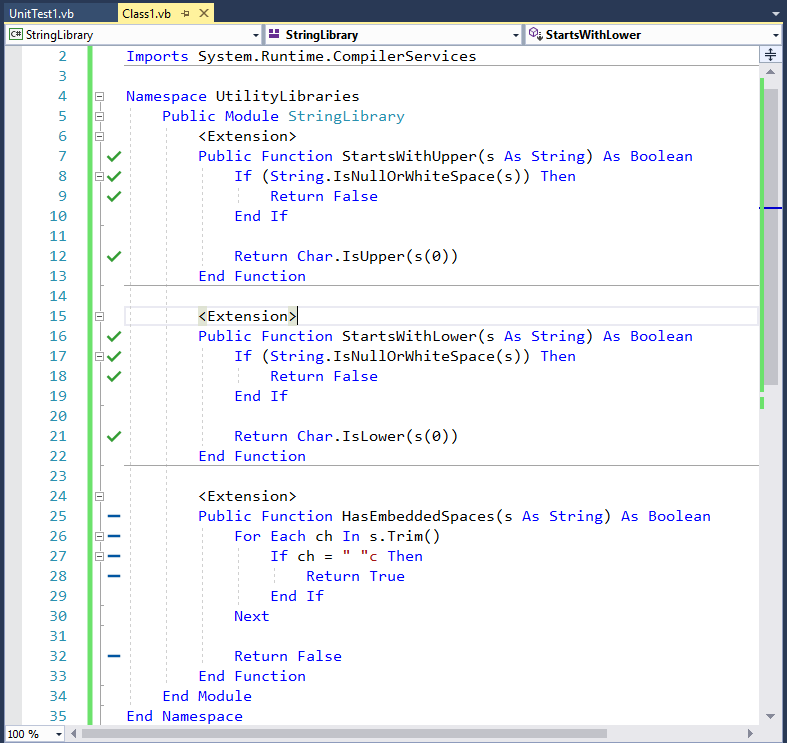 UnitTest1.vb Class1.vb
C# StringLibrary StringLibrary StartsWithLower
2 Imports System.Runtime.CompilerServices
3
4 Namespace UtilityLibraries
5 Public Module StringLibrary
6 <Extension>
7 Public Function StartsWithUpper(s As String) As Boolean
8 If (String.IsNullOrWhiteSpace(s)) Then
9 Return False
10 End If
11
12 Return Char.IsUpper(s(0))
13 End Function
14
15 <Extension>
16 Public Function StartsWithLower(s As String) As Boolean
17 If (String.IsNullOrWhiteSpace(s)) Then
18 Return False
19 End If
20
21 Return Char.IsLower(s(0))
22 End Function
23
24 <Extension>
25 Public Function HasEmbeddedSpaces(s As String) As Boolean
26 For Each ch In s.Trim()
27 If ch = " "c Then
28 Return True
29 End If
30 Next
31
32 Return False
33 End Function
34 End Module
35 End Namespace
100 %